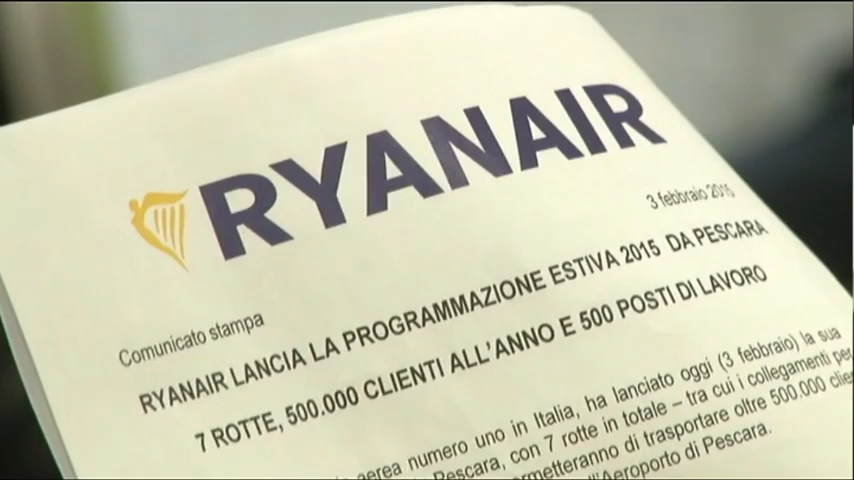 RYANAIR
3 febbraio 2015
Comunicato stampa
RYANAIR LANCIA LA PROGRAMMAZIONE ESTIVA 2015 DA PESCARA
7 ROTTE, 500.000 CLIENTI ALL'ANNO E 500 POSTI DI LAVORO
aerea numero uno in Italia, ha lanciato oggi (3 febbraio) la sua
Pescara, con 7 rotte in totale – tra cui i collegamenti per
di trasportare oltre 500.000
di Pescara.